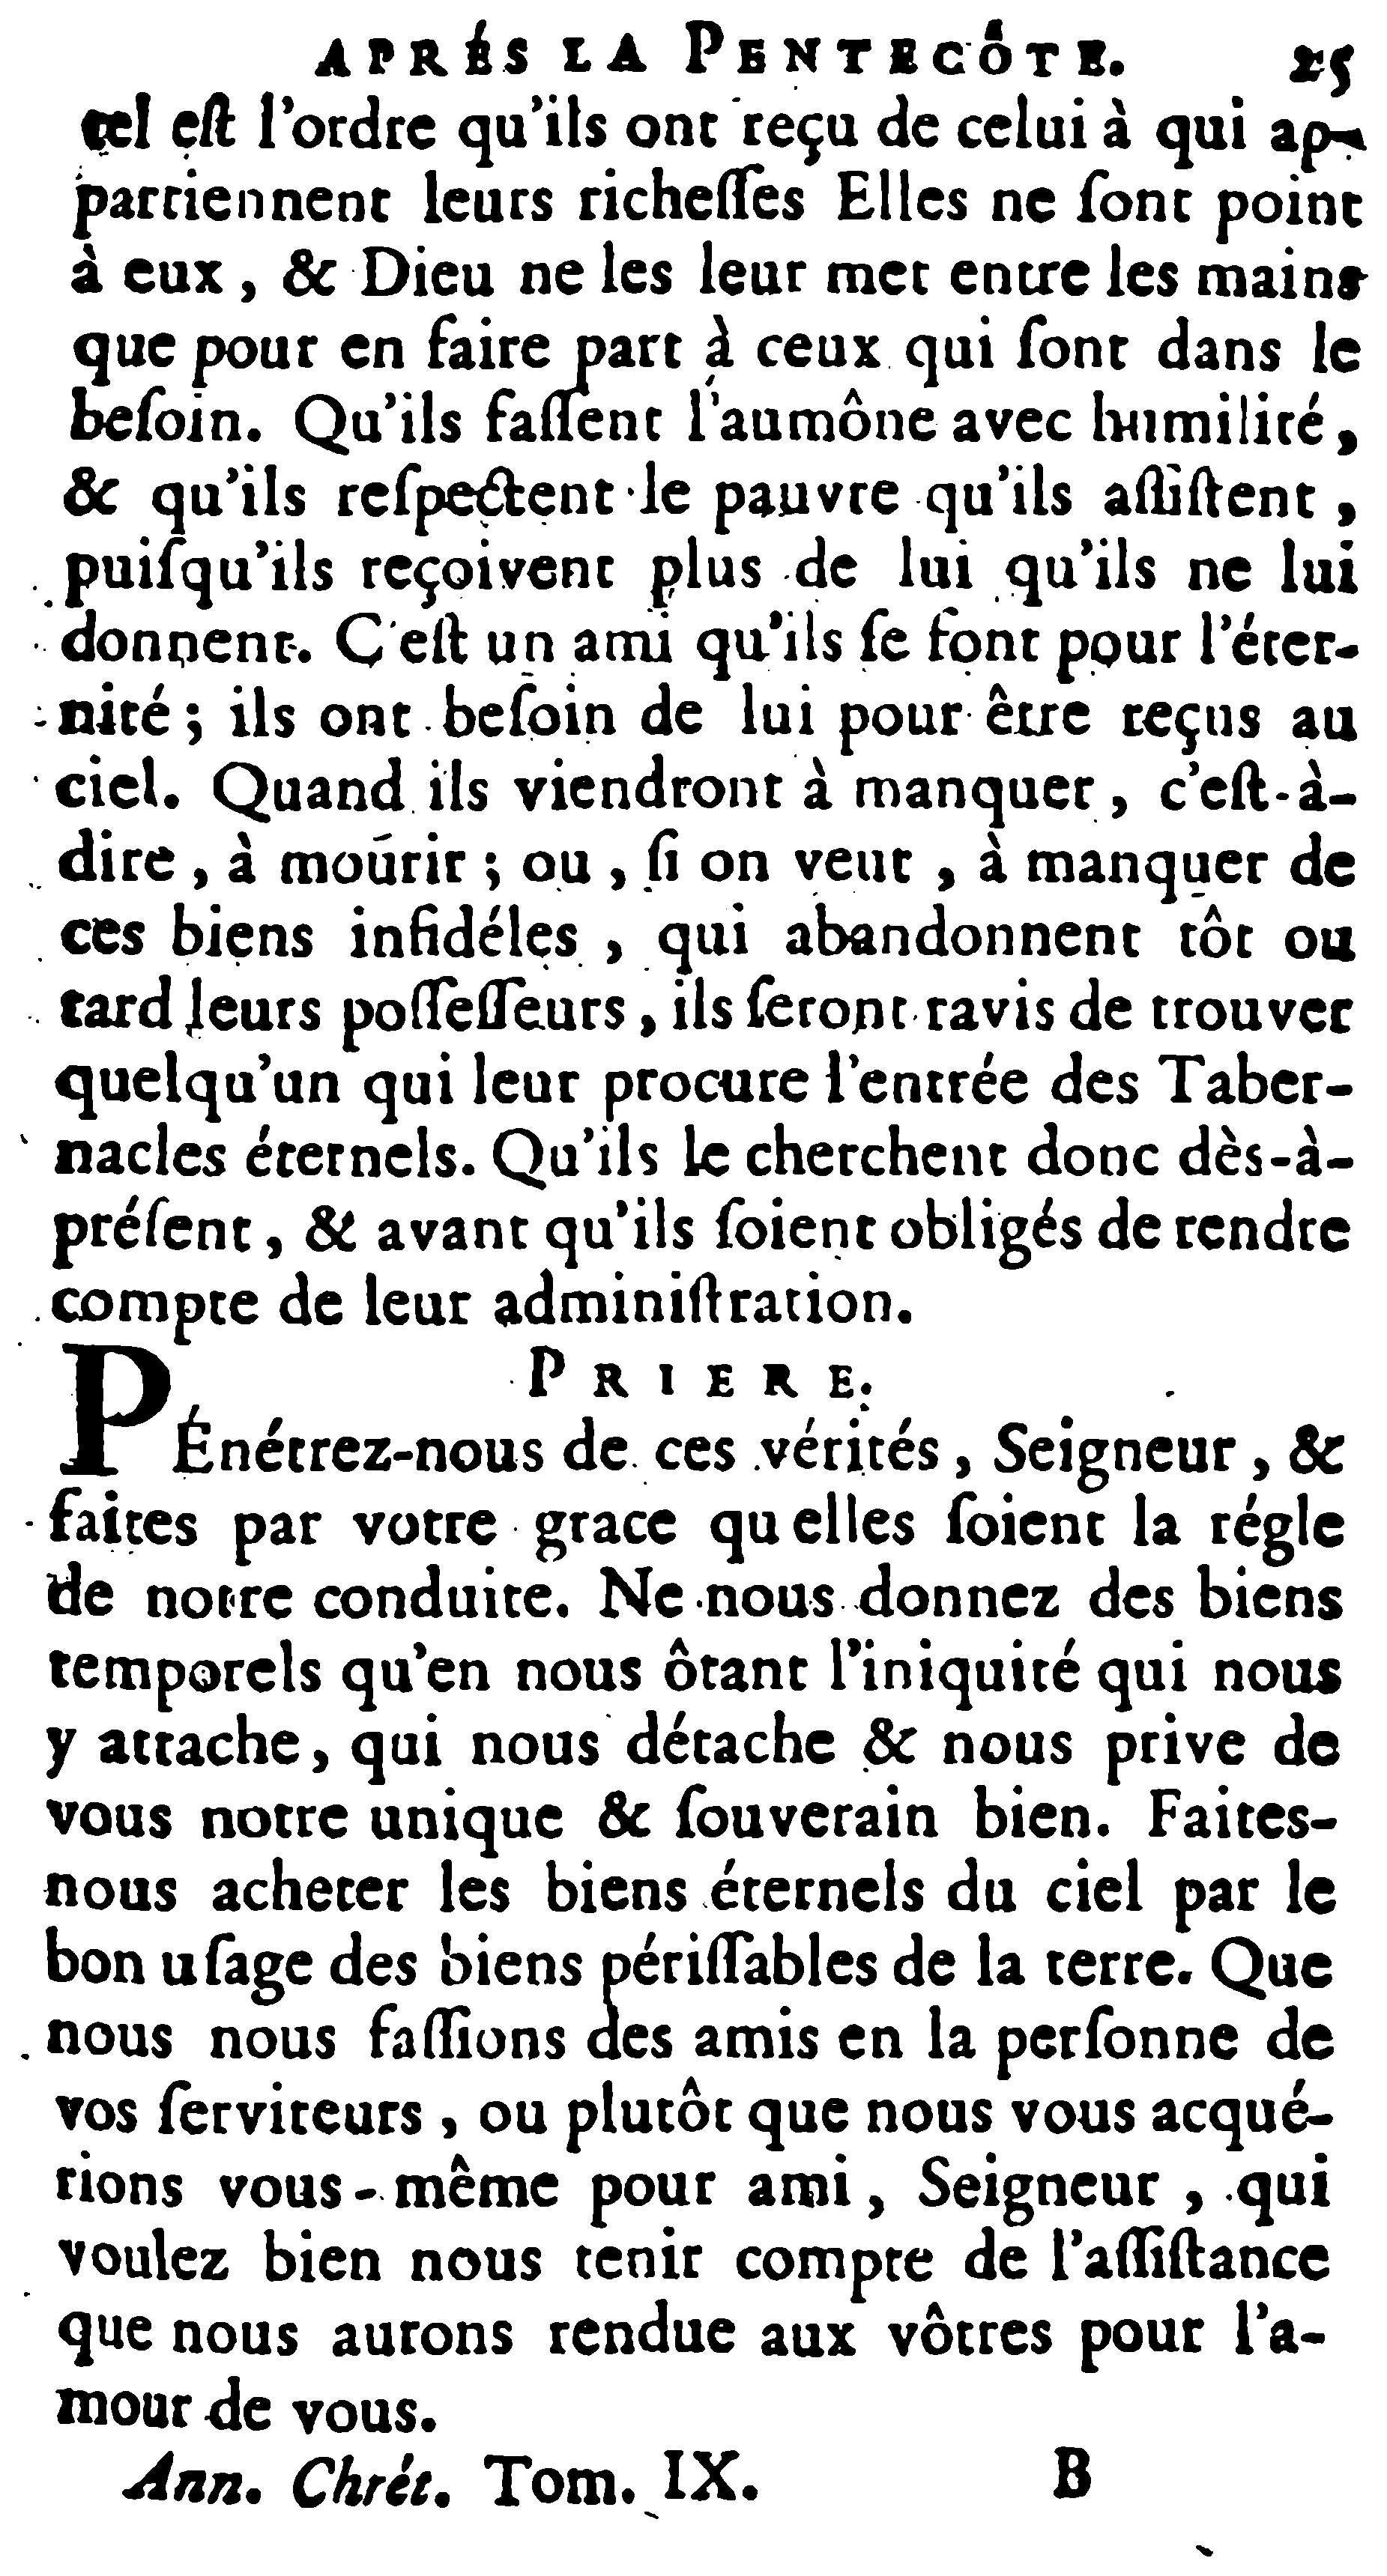 APRÉS LA PENTECÔTE. 25
tel eſt l'ordre qu'ils ont reçu de celui à qui ap-
partiennent leurs richeſſes Elles ne ſont point
à eux, & Dieu ne les leur met entre les mains
que pour en faire part à ceux qui ſont dans le
beſoin. Qu'ils faſſent l'aumône avec humilité,
& qu'ils reſpectent le pauvre qu'ils aſſiſtent,
puiſqu'ils reçoivent plus de lui qu'ils ne lui
donnent. C'eſt un ami qu'ils ſe font pour l'éter-
nité; ils ont beſoin de lui pour être reçus au
ciel. Quand ils viendront à manquer, c'eſt-à-
dire, à mourir; ou, ſi on veut, à manquer de
ces biens infidéles, qui abandonnent tôt ou
tard leurs poſſeſſeurs, ils ſeront ravis de trouver
quelqu'un qui leur procure l'entrée des Taber-
nacles éternels. Qu'ils le cherchent donc dès-à-
préſent, & avant qu'ils ſoient obligés de rendre
compte de leur adminiſtration.
PRIERE.
PÉnétrez-nous de ces vérités, Seigneur, &
faites par votre grace qu elles ſoient la régle
de notre conduite. Ne nous donnez des biens
temporels qu'en nous ôtant l'iniquité qui nous
y attache, qui nous détache & nous prive de
vous notre unique & ſouverain bien. Faites-
nous acheter les biens éternels du ciel par le
bon uſage des biens périſſables de la terre. Que
nous nous faſſions des amis en la perſonne de
vos ſerviteurs, ou plutôt que nous vous acqué-
rions vous-même pour ami, Seigneur, qui
voulez bien nous tenir compte de l'aſſiſtance
que nous aurons rendue aux vôtres pour l'a-
mour de vous.
Ann. Chrét. Tom. IX. B